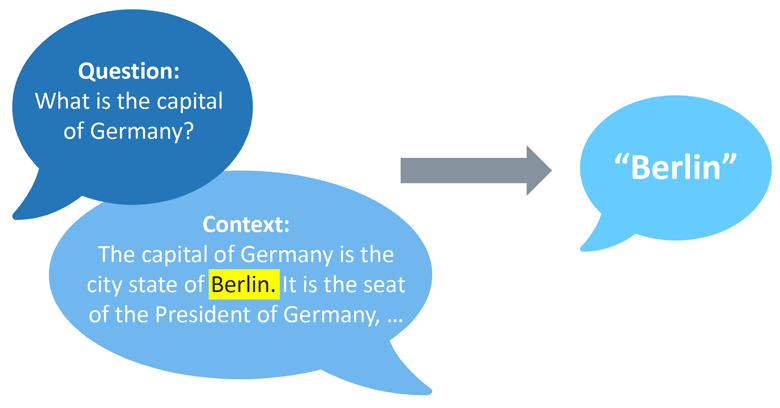 Question:
What is the capital
of Germany?
Context:
The capital of Germany is the
city state of Berlin. It is the seat
of the President of Germany, …
“Berlin”